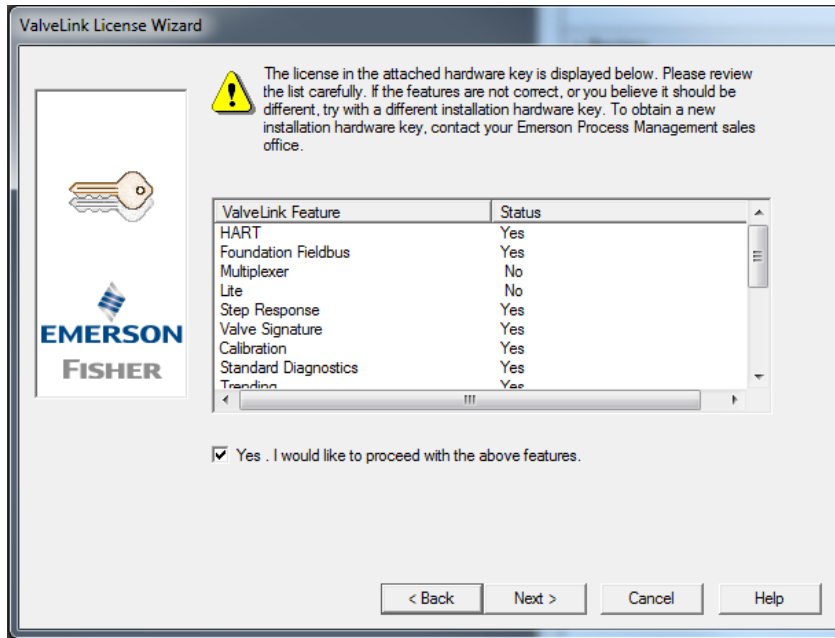 ValveLink License Wizard
The license in the attached hardware key is displayed below. Please review
the list carefully. If the features are not correct, or you believe it should be
different, try with a different installation hardware key. To obtain a new
installation hardware key, contact your Emerson Process Management sales
office.
ValveLink Feature Status
HART Yes
Foundation Fieldbus Yes
Multiplexer No
Lite No
Step Response Yes
Valve Signature Yes
Calibration Yes
Standard Diagnostics Yes
Trending Yes
EMERSON
FISHER
Yes . I would like to proceed with the above features.
< Back Next > Cancel Help